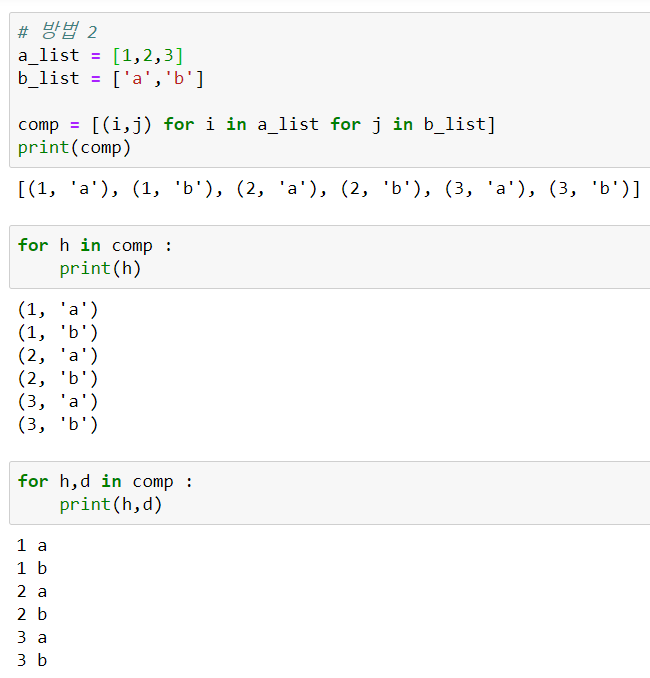 # 방법 2
a_list = [1,2,3]
b_list = ['a','b']
comp = [(i,j) for i in a_list for j in b_list]
print(comp)
[(1, 'a'), (1, 'b'), (2, 'a'), (2, 'b'), (3, 'a'), (3, 'b')]
for h in comp :
    print(h)
(1, 'a')
(1, 'b')
(2, 'a')
(2, 'b')
(3, 'a')
(3, 'b')
for h,d in comp :
    print(h,d)
1 a
1 b
2 a
2 b
3 a
3 b